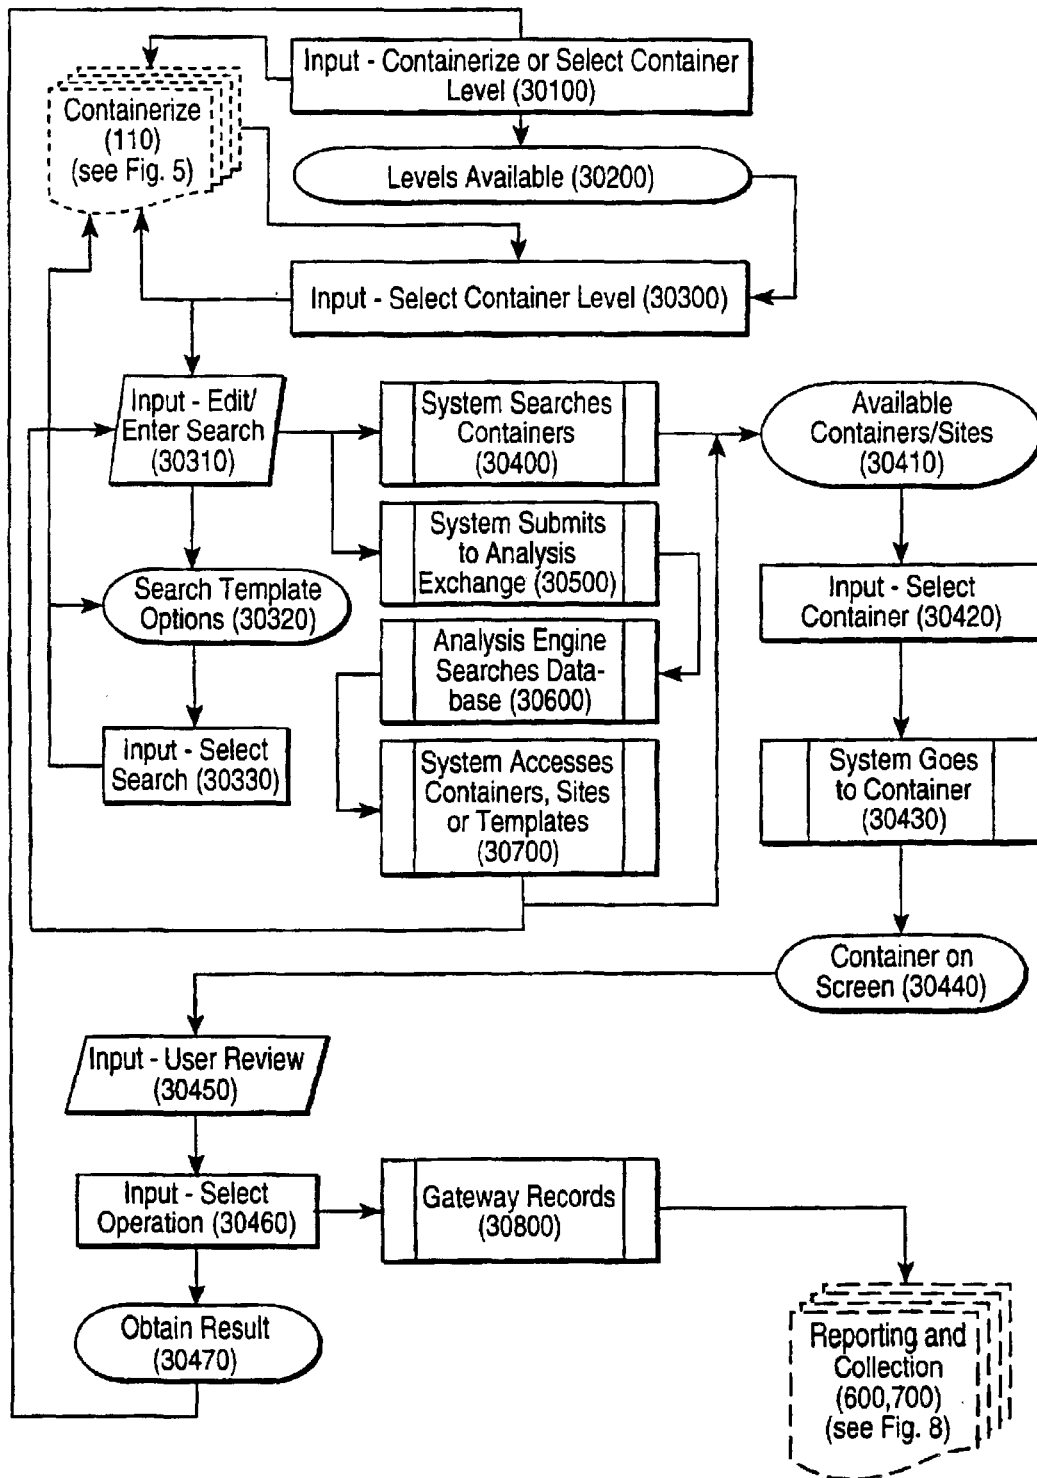 Input - Containerize or Select Container
Level (30100)
Containerize
(110)
(see Fig. 5)
Levels Available (30200)
Input - Select Container Level (30300)
Input - Edit/
Enter Search
(30310)
System Searches
Containers
(30400)
Available
Containers/Sites
(30410)
System Submits
to Analysis
Exchange (30500)
Search Template
Options (30320)
Input - Select
Container (30420)
Analysis Engine
Searches Data-
base (30600)
Input - Select
Search (30330)
System Accesses
Containers, Sites
or Templates
(30700)
System Goes
to Container
(30430)
Container on
Screen (30440)
Input - User Review
(30450)
Input - Select
Operation (30460)
Gateway Records
(30800)
Obtain Result
(30470)
Reporting and
Collection
(600,700)
(see Fig. 8)